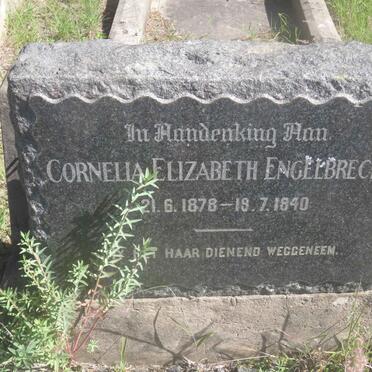 In Aandenking Aan
CORNELIA ELIZABETH ENGELBREC
21.6.1878 – 19.7.1940
HAAR DIENEND WEGGENEEM.